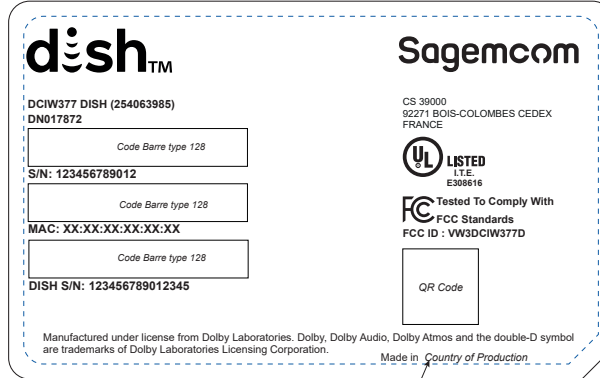 dish™
DCIW377 DISH (254063985)
DN017872
Code Barre type 128
S/N: 123456789012
Code Barre type 128
MAC: XX:XX:XX:XX:XX:XX
Code Barre type 128
DISH S/N: 123456789012345
Sagemcom
CS 39000
92271 BOIS-COLOMBES CEDEX
FRANCE
UL LISTED
I.T.E.
E308616
FC Tested To Comply With
FCC Standards
FCC ID : VW3DCIW377D
QR Code
Manufactured under license from Dolby Laboratories. Dolby, Dolby Audio, Dolby Atmos and the double-D symbol
are trademarks of Dolby Laboratories Licensing Corporation.
Made in Country of Production